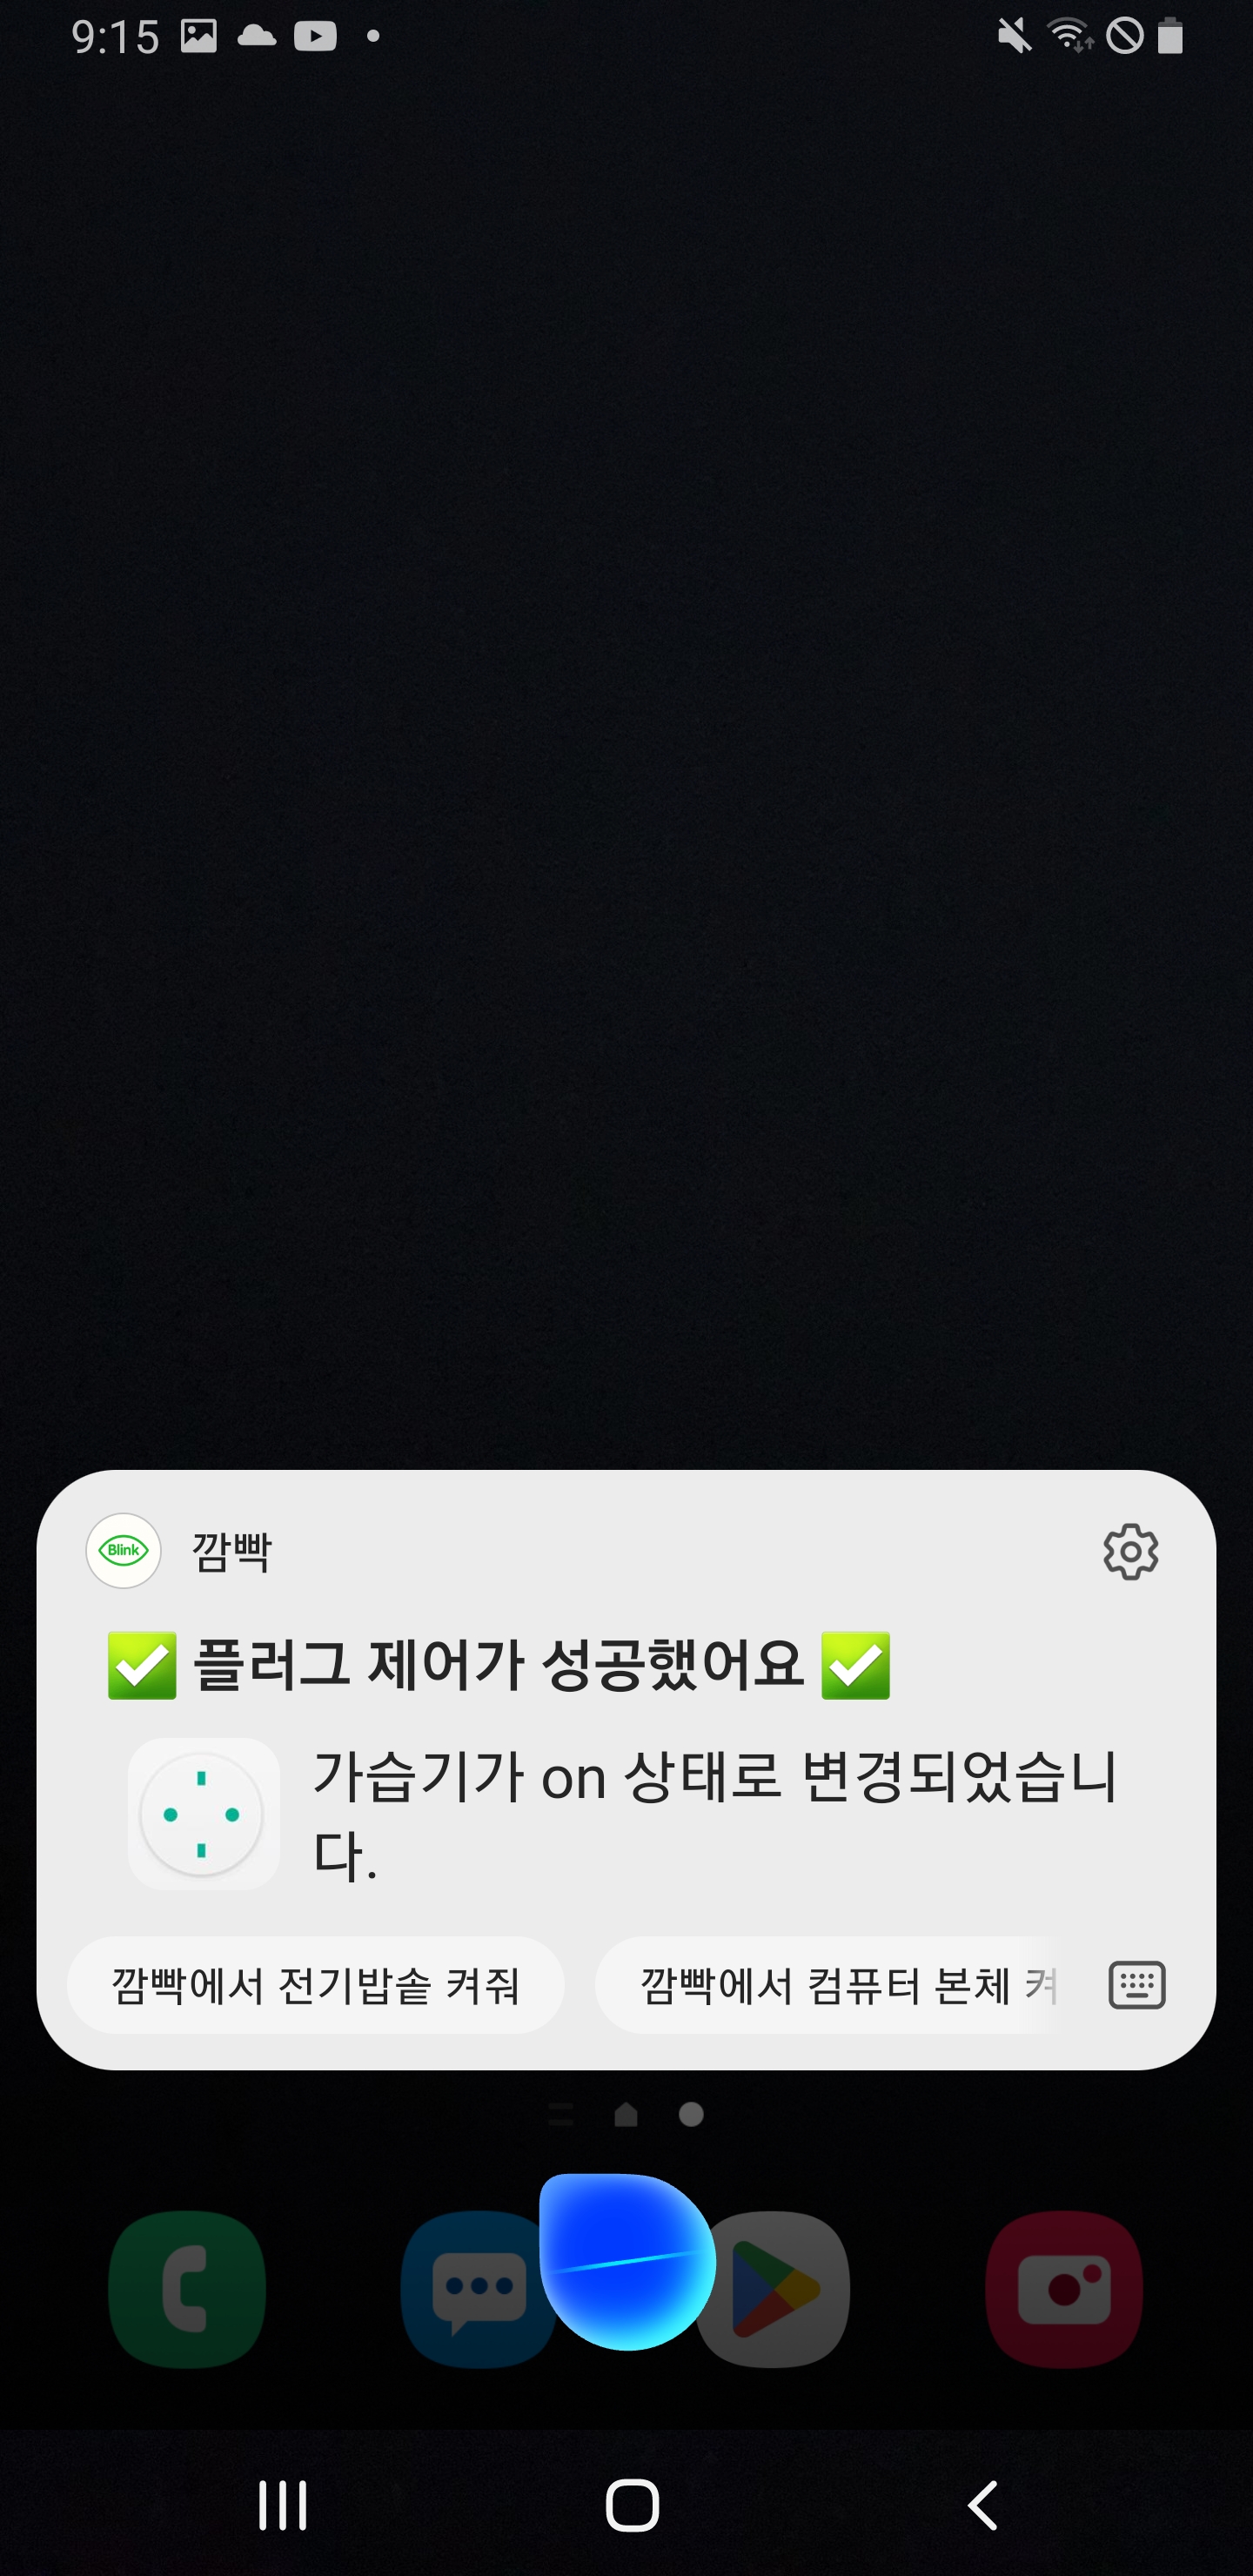 9:15
Blink
깜빡
✅ 플러그 제어가 성공했어요 ✅
가습기가 on 상태로 변경되었습니
다.
깜빡에서 전기밥솥 켜줘
깜빡에서 컴퓨터 본체 켜